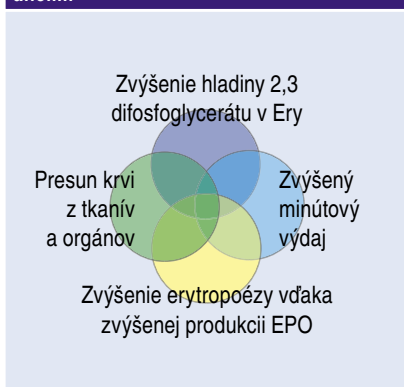 Zvýšenie hladiny 2,3
difosfoglycerátu v Ery
Presun krvi
z tkanív
a orgánov
Zvýšený
minútový
výdaj
Zvýšenie erytropoézy vďaka
zvýšenej produkcii EPO